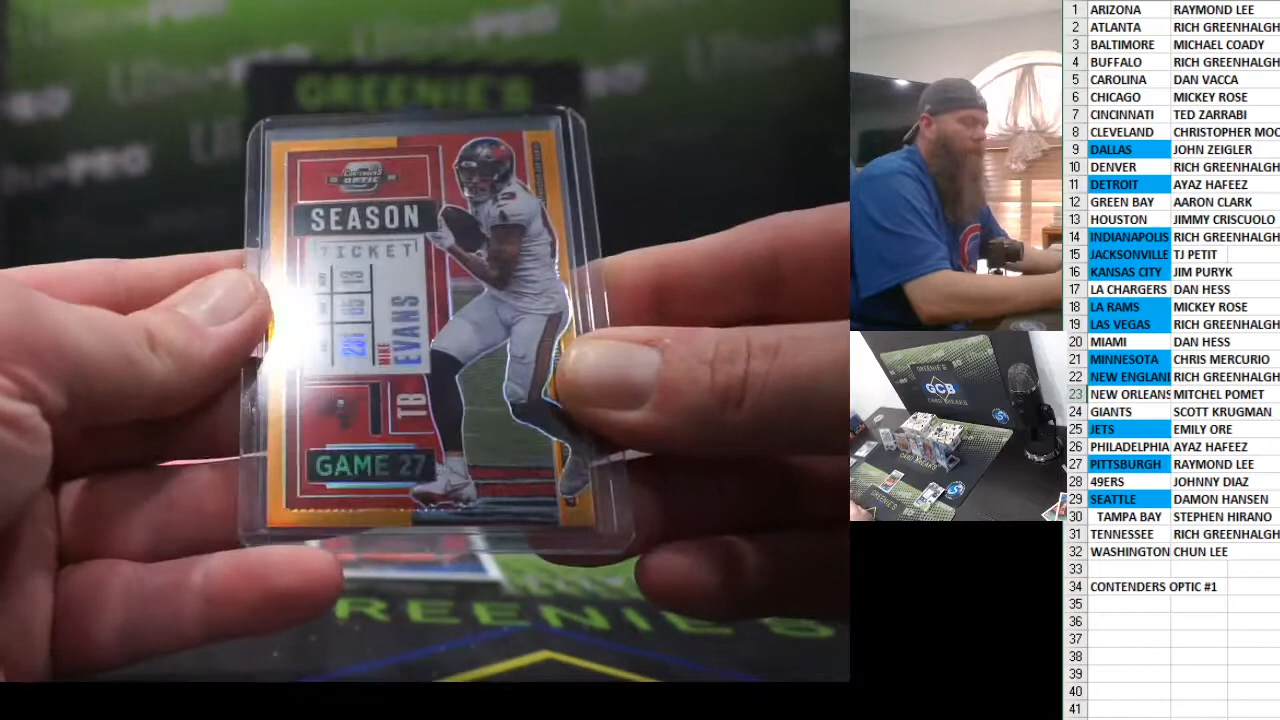 GREENIE'S
CONTENDERS
OPTIC
SEASON
TICKET
13
85
231
MIKE
EVANS
TB
GAME 27
REENIE'S
GCB
CARD BREAKS
1 ARIZONA RAYMOND LEE
2 ATLANTA RICH GREENHALGH
3 BALTIMORE MICHAEL COADY
4 BUFFALO RICH GREENHALGH
5 CAROLINA DAN VACCA
6 CHICAGO MICKEY ROSE
7 CINCINNATI TED ZARRABI
8 CLEVELAND CHRISTOPHER MOO
9 DALLAS JOHN ZEIGLER
10 DENVER RICH GREENHALGH
11 DETROIT AYAZ HAFEEZ
12 GREEN BAY AARON CLARK
13 HOUSTON JIMMY CRISCUOLO
14 INDIANAPOLIS RICH GREENHALGH
15 JACKSONVILLE TJ PETIT
16 KANSAS CITY JIM PURYK
17 LA CHARGERS DAN HESS
18 LA RAMS MICKEY ROSE
19 LAS VEGAS RICH GREENHALGH
20 MIAMI DAN HESS
21 MINNESOTA CHRIS MERCURIO
22 NEW ENGLAND RICH GREENHALGH
23 NEW ORLEANS MITCHEL POMET
24 GIANTS SCOTT KRUGMAN
25 JETS EMILY ORE
26 PHILADELPHIA AYAZ HAFEEZ
27 PITTSBURGH RAYMOND LEE
28 49ERS JOHNNY DIAZ
29 SEATTLE DAMON HANSEN
30 TAMPA BAY STEPHEN HIRANO
31 TENNESSEE RICH GREENHALGH
32 WASHINGTON CHUN LEE
33
34 CONTENDERS OPTIC #1
35
36
37
38
39
40
41